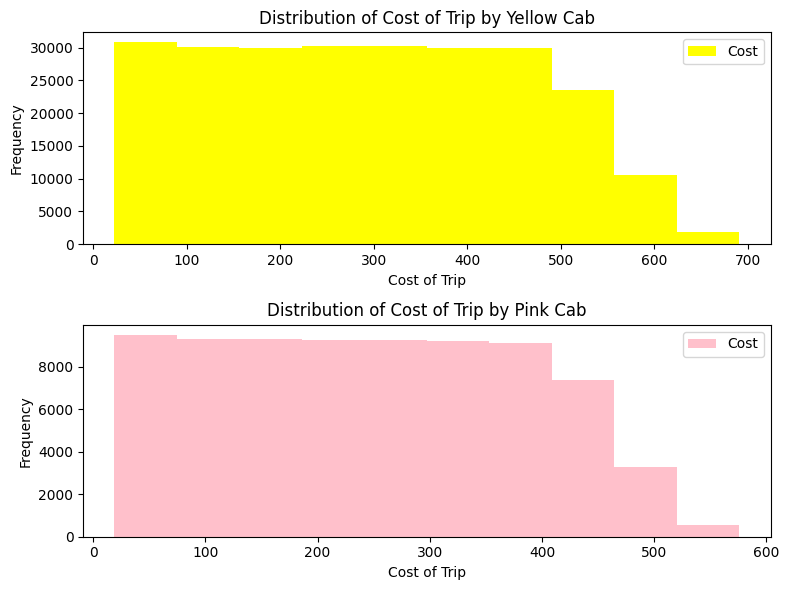 Distribution of Cost of Trip by Yellow Cab
30000
25000
20000
15000
10000
5000
0
Frequency
Cost
0 100 200 300 400 500 600 700
Cost of Trip
Distribution of Cost of Trip by Pink Cab
8000
6000
4000
2000
0
Frequency
Cost
0 100 200 300 400 500 600
Cost of Trip